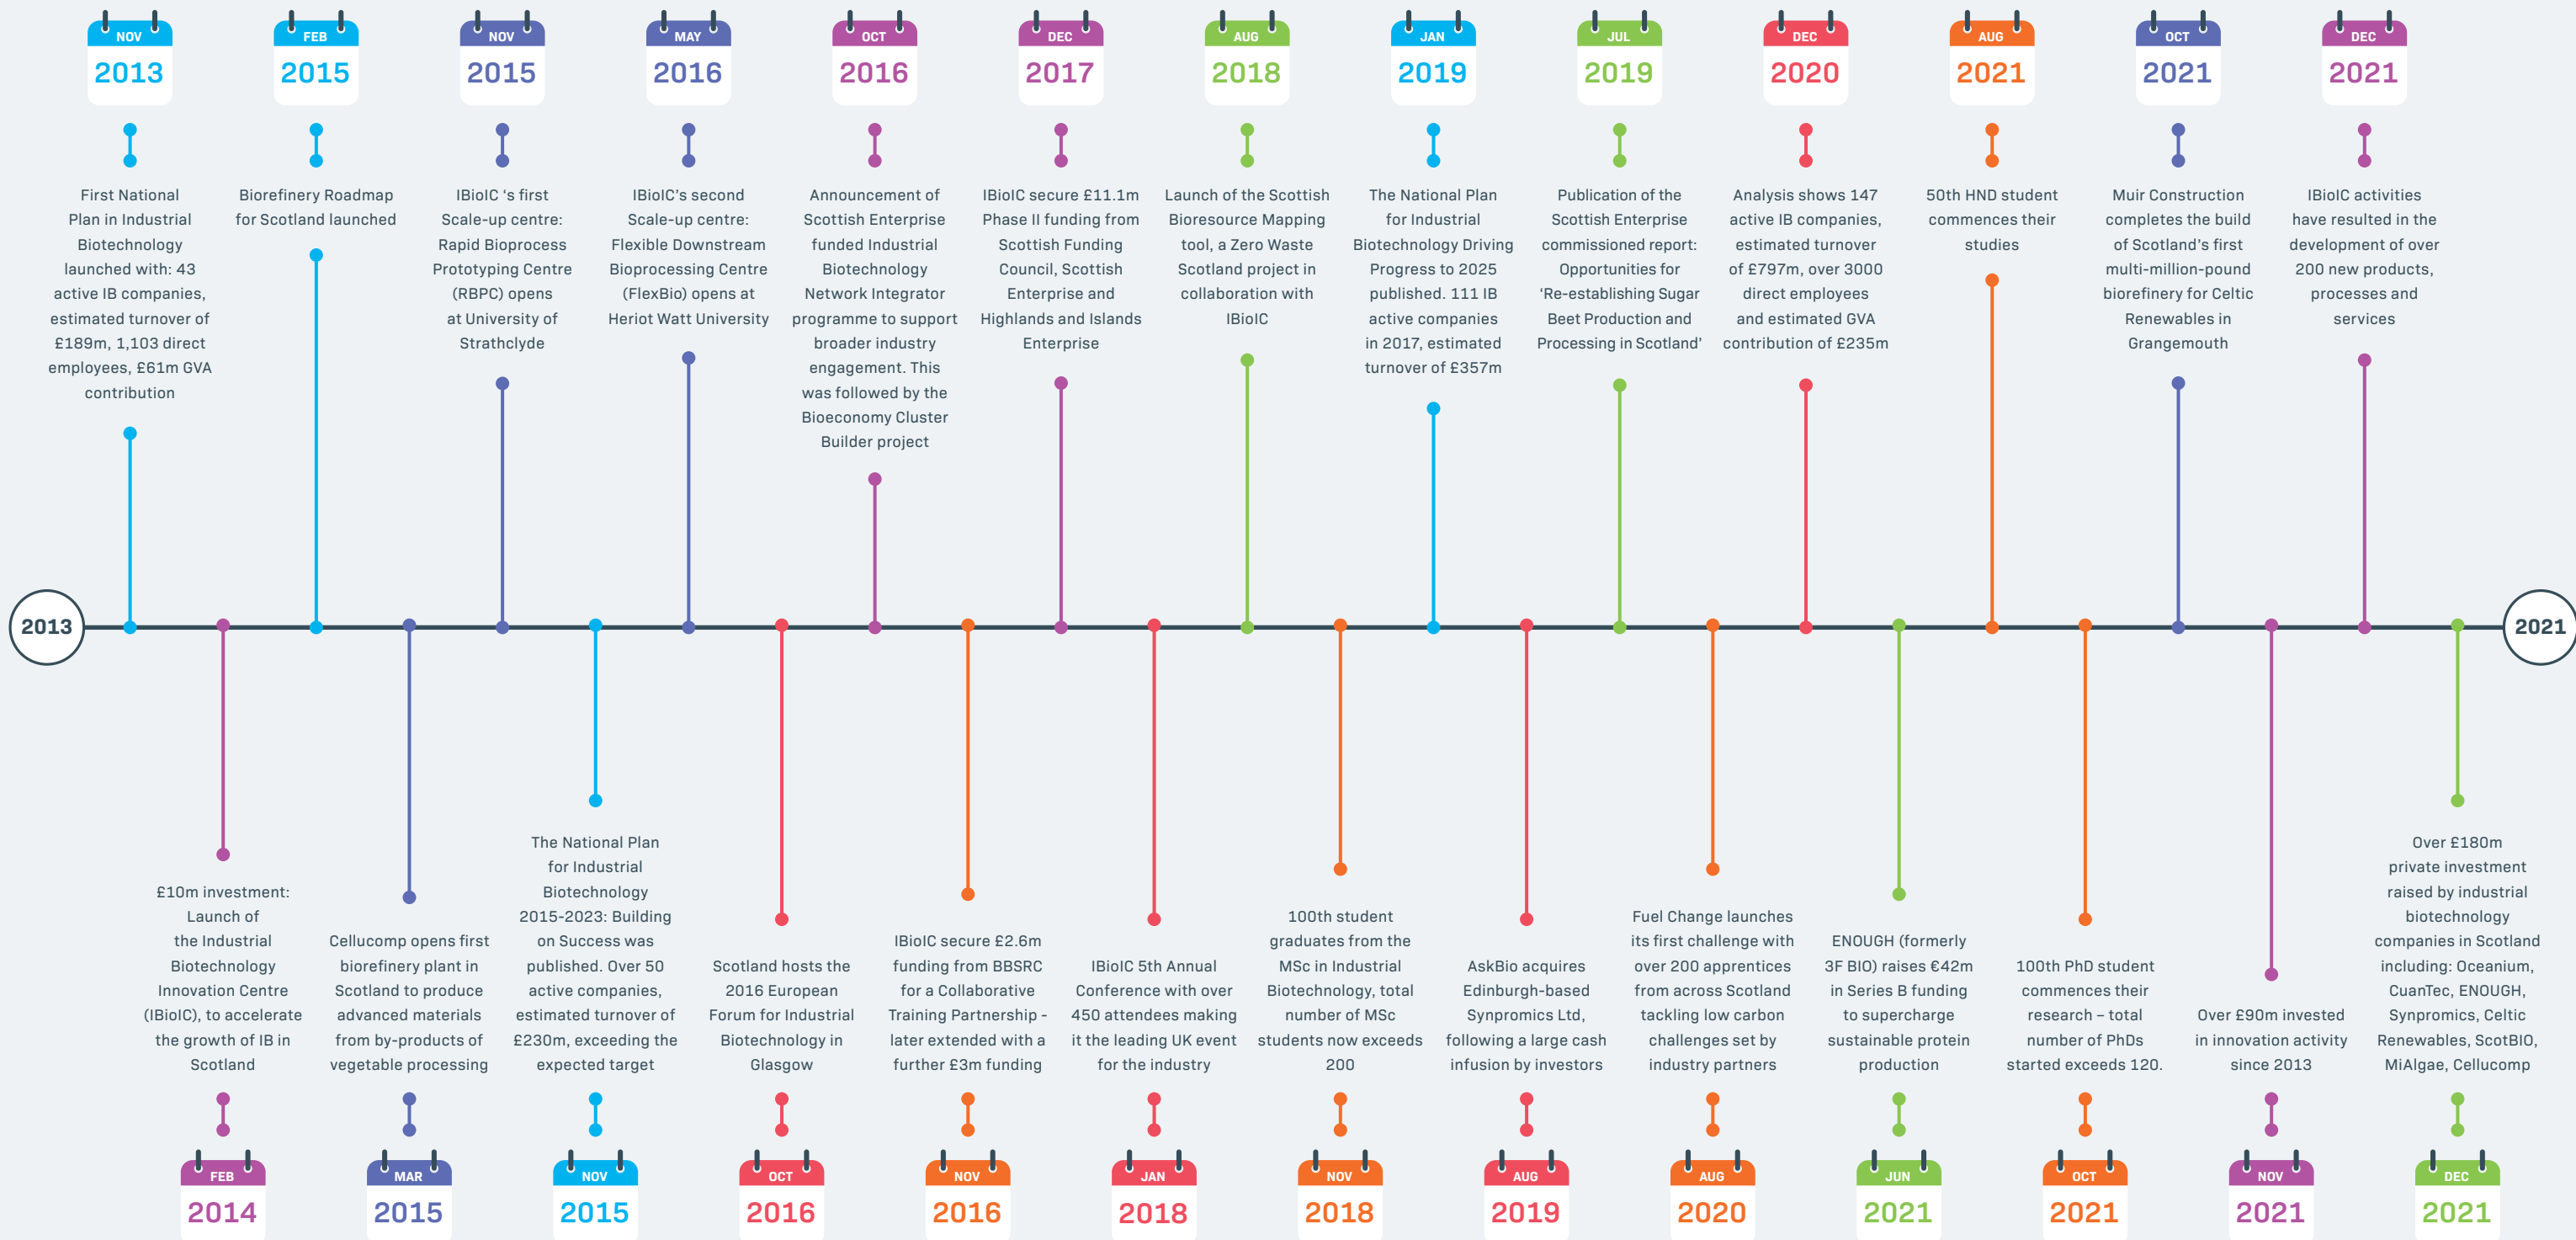 NOV
2013
First National
Plan in Industrial
Biotechnology
launched with: 43
active IB companies,
estimated turnover of
£189m, 1,103 direct
employees, £61m GVA
contribution
FEB
2015
Biorefinery Roadmap
for Scotland launched
NOV
2015
IBioIC ‘s first
Scale-up centre:
Rapid Bioprocess
Prototyping Centre
(RBPC) opens
at University of
Strathclyde
MAY
2016
IBioIC’s second
Scale-up centre:
Flexible Downstream
Bioprocessing Centre
(FlexBio) opens at
Heriot Watt University
OCT
2016
Announcement of
Scottish Enterprise
funded Industrial
Biotechnology
Network Integrator
programme to support
broader industry
engagement. This
was followed by the
Bioeconomy Cluster
Builder project
DEC
2017
IBioIC secure £11.1m
Phase II funding from
Scottish Funding
Council, Scottish
Enterprise and
Highlands and Islands
Enterprise
AUG
2018
Launch of the Scottish
Bioresource Mapping
tool, a Zero Waste
Scotland project in
collaboration with
IBioIC
JAN
2019
The National Plan
for Industrial
Biotechnology Driving
Progress to 2025
published. 111 IB
active companies
in 2017, estimated
turnover of £357m
JUL
2019
Publication of the
Scottish Enterprise
commissioned report:
Opportunities for
‘Re-establishing Sugar
Beet Production and
Processing in Scotland’
DEC
2020
Analysis shows 147
active IB companies,
estimated turnover
of £797m, over 3000
direct employees
and estimated GVA
contribution of £235m
AUG
2021
50th HND student
commences their
studies
OCT
2021
Muir Construction
completes the build
of Scotland’s first
multi-million-pound
biorefinery for Celtic
Renewables in
Grangemouth
DEC
2021
IBioIC activities
have resulted in the
development of over
200 new products,
processes and
services
2013
2021
£10m investment:
Launch of
the Industrial
Biotechnology
Innovation Centre
(IBioIC), to accelerate
the growth of IB in
Scotland
FEB
2014
Cellucomp opens first
biorefinery plant in
Scotland to produce
advanced materials
from by-products of
vegetable processing
MAR
2015
The National Plan
for Industrial
Biotechnology
2015-2023: Building
on Success was
published. Over 50
active companies,
estimated turnover of
£230m, exceeding the
expected target
NOV
2015
Scotland hosts the
2016 European
Forum for Industrial
Biotechnology in
Glasgow
OCT
2016
IBioIC secure £2.6m
funding from BBSRC
for a Collaborative
Training Partnership -
later extended with a
further £3m funding
NOV
2016
IBioIC 5th Annual
Conference with over
450 attendees making
it the leading UK event
for the industry
JAN
2018
100th student
graduates from the
MSc in Industrial
Biotechnology, total
number of MSc
students now exceeds
200
NOV
2018
AskBio acquires
Edinburgh-based
Synpromics Ltd,
following a large cash
infusion by investors
AUG
2019
Fuel Change launches
its first challenge with
over 200 apprentices
from across Scotland
tackling low carbon
challenges set by
industry partners
AUG
2020
ENOUGH (formerly
3F BIO) raises €42m
in Series B funding
to supercharge
sustainable protein
production
JUN
2021
100th PhD student
commences their
research – total
number of PhDs
started exceeds 120.
OCT
2021
Over £90m invested
in innovation activity
since 2013
NOV
2021
Over £180m
private investment
raised by industrial
biotechnology
companies in Scotland
including: Oceanium,
CuanTec, ENOUGH,
Synpromics, Celtic
Renewables, ScotBIO,
MiAlgae, Cellucomp
DEC
2021